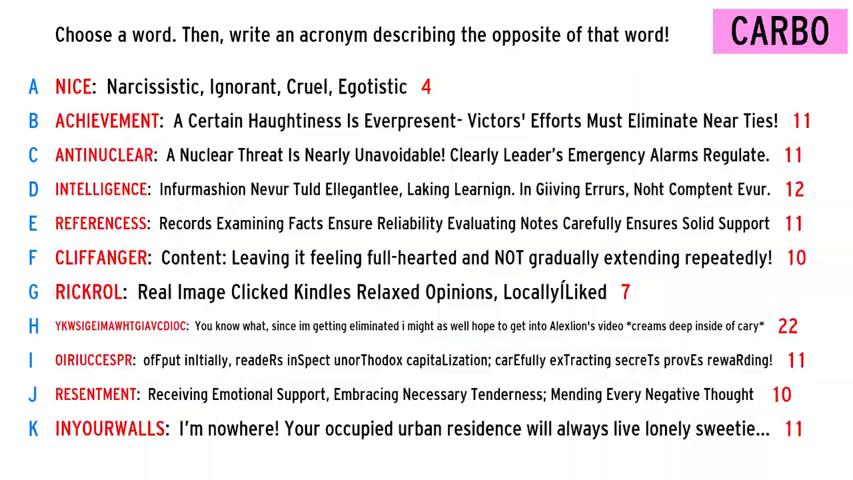 Choose a word. Then, write an acronym describing the opposite of that word!
CARBO
A NICE: Narcissistic, Ignorant, Cruel, Egotistic 4
B ACHIEVEMENT: A Certain Haughtiness Is Everpresent- Victors' Efforts Must Eliminate Near Ties! 11
C ANTINUCLEAR: A Nuclear Threat Is Nearly Unavoidable! Clearly Leader's Emergency Alarms Regulate. 11
D INTELLIGENCE: Infurmashion Nevur Tuld Ellegantlee, Laking Learnign. In Giiving Errurs, Noht Comptent Evur. 12
E REFERENCESS: Records Examining Facts Ensure Reliability Evaluating Notes Carefully Ensures Solid Support 11
F CLIFFANGER: Content: Leaving it feeling full-hearted and NOT gradually extending repeatedly! 10
G RICKROL: Real Image Clicked Kindles Relaxed Opinions, LocallyÍLiked 7
H YKWSIGEIMAWHTGIAVCDIOC: You know what, since im getting eliminated i might as well hope to get into Alexlion's video *creams deep inside of cary* 22
I OIRIUCCESPR: ofFput inItially, readeRs inSpect unorThodox capitaLization; carEfully exTracting secreTs provEs rewaRding! 11
J RESENTMENT: Receiving Emotional Support, Embracing Necessary Tenderness; Mending Every Negative Thought 10
K INYOURWALLS: I'm nowhere! Your occupied urban residence will always live lonely sweetie... 11